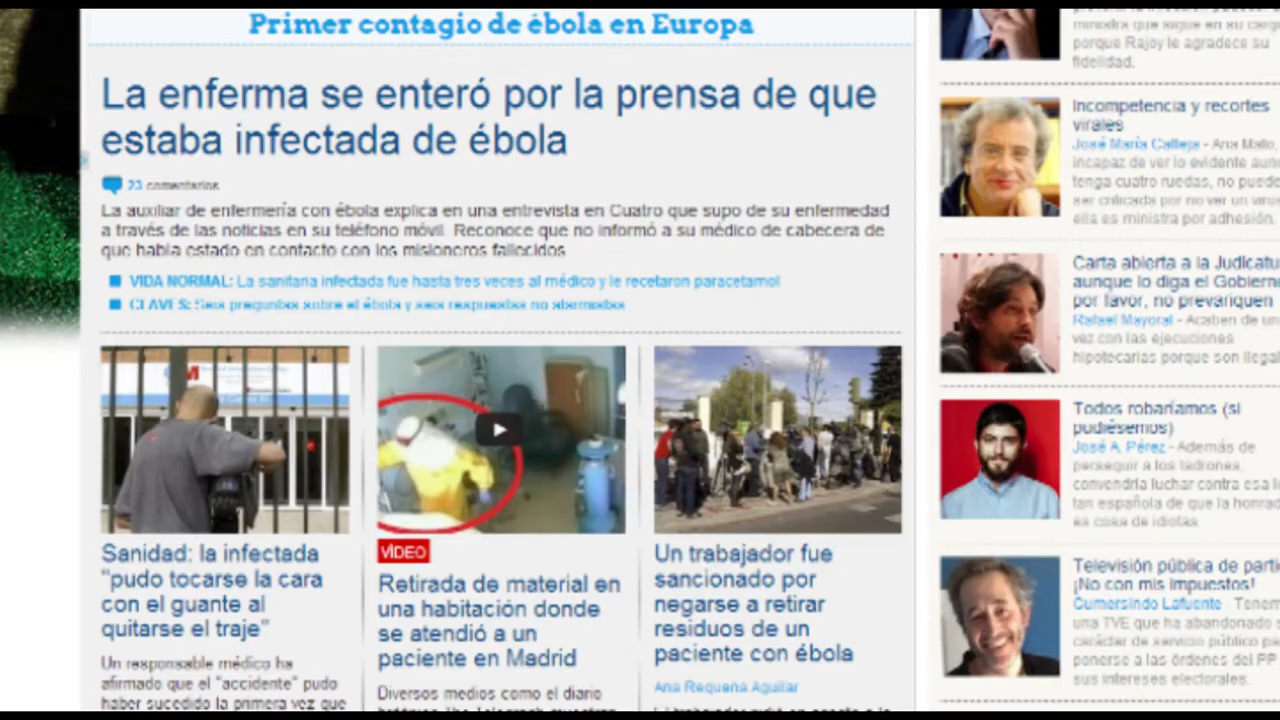 Primer contagio de ébola en Europa
La enferma se enteró por la prensa de que
estaba infectada de ébola
23 comentarios
La auxiliar de enfermería con ébola explica en una entrevista en Cuatro que supo de su enfermedad
a través de las noticias en su teléfono móvil. Reconoce que no informó a su médico de cabecera de
que había estado en contacto con los misioneros fallecidos
VIDA NORMAL: La sanitaria infectada fue hasta tres veces al médico y le recetaron paracetamol
CLAVES: Seis preguntas sobre el ébola y seis respuestas no alarmistas
Sanidad: la infectada
"pudo tocarse la cara
con el guante al
quitarse el traje"
Un responsable médico ha
afirmado que el "accidente" pudo
haber sucedido la primera vez que
VÍDEO
Retirada de material en
una habitación donde
se atendió a un
paciente en Madrid
Diversos medios como el diario
Un trabajador fue
sancionado por
negarse a retirar
residuos de un
paciente con ébola
Ana Requena Aguilar
ministra que sigue en su cargo
porque Rajoy le agradece su
fidelidad.
Incompetencia y recortes
virales
José María Calleja - Ana Mato,
incapaz de ver lo evidente aunq
tenga cuatro ruedas, no puede
ser criticada por no ver un virus
ella es ministra por adhesión.
Carta abierta a la Judicatu
aunque lo diga el Gobierno
por favor, no prevariquen
Rafael Mayoral - Acaben de una
vez con las ejecuciones
hipotecarias porque son ilegal
Todos robaríamos (si
pudiésemos)
José A. Pérez - Además de
perseguir a los ladrones,
convendría luchar contra esa i
tan española de que la honrad
es cosa de idiotas
Televisión pública de parti
¡No con mis impuestos!
Gumersindo Lafuente - Tenem
una TVE que ha abandonado s
carácter de servicio público pa
ponerse a las órdenes del PP
sus intereses electorales.